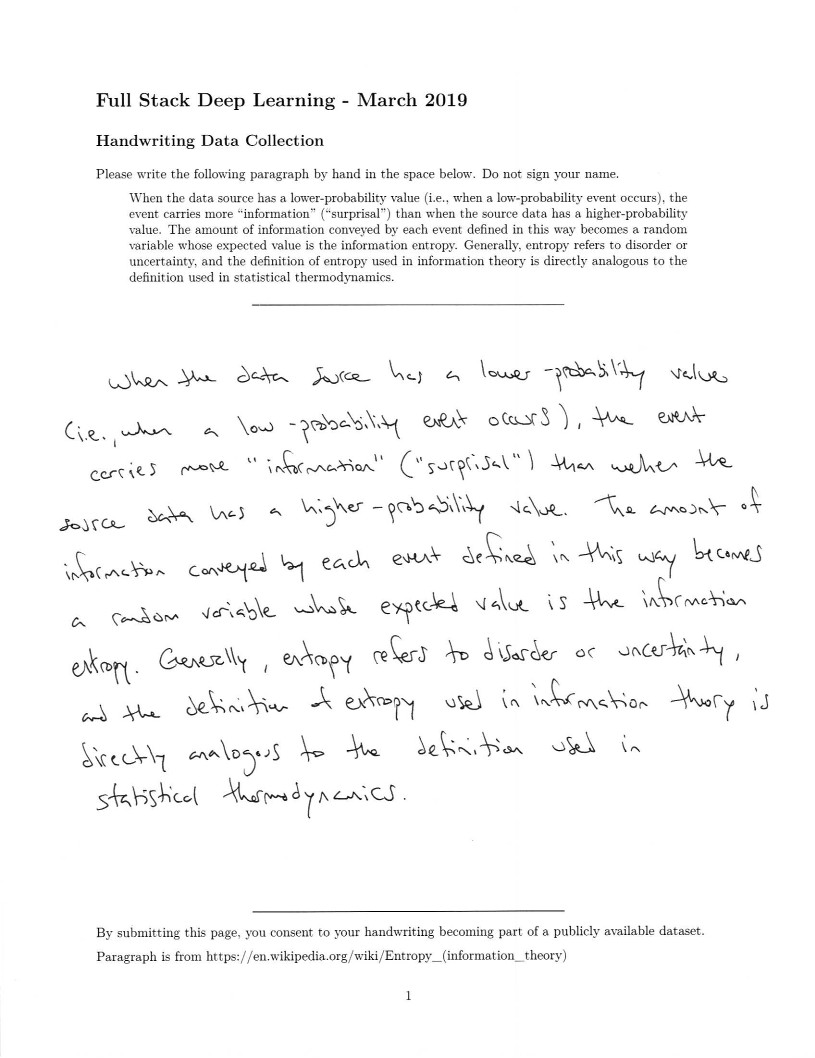 Full Stack Deep Learning - March 2019
Handwriting Data Collection
Please write the following paragraph by hand in the space below. Do not sign your name.
When the data source has a lower-probability value (i.e., when a low-probability event occurs), the
event carries more “information” (“surprisal”) than when the source data has a higher-probability
value. The amount of information conveyed by each event defined in this way becomes a random
variable whose expected value is the information entropy. Generally, entropy refers to disorder or
uncertainty, and the definition of entropy used in information theory is directly analogous to the
definition used in statistical thermodynamics.
When the data source has a lower-probability value
(i.e., when a low-probability event occurs), the event
carries more "information" ("surprisal") than wehen the
source data has a higher-probability value. The amount of
information conveyed by each event defined in this way becomes
a random variable whose expected value is the information
entropy. Generally, entropy refers to disorder or uncertainty,
and the definition of entropy used in information theory is
directly analogous to the definition used in
statistical thermodynamics.
By submitting this page, you consent to your handwriting becoming part of a publicly available dataset.
Paragraph is from https://en.wikipedia.org/wiki/Entropy_(information_theory)
1